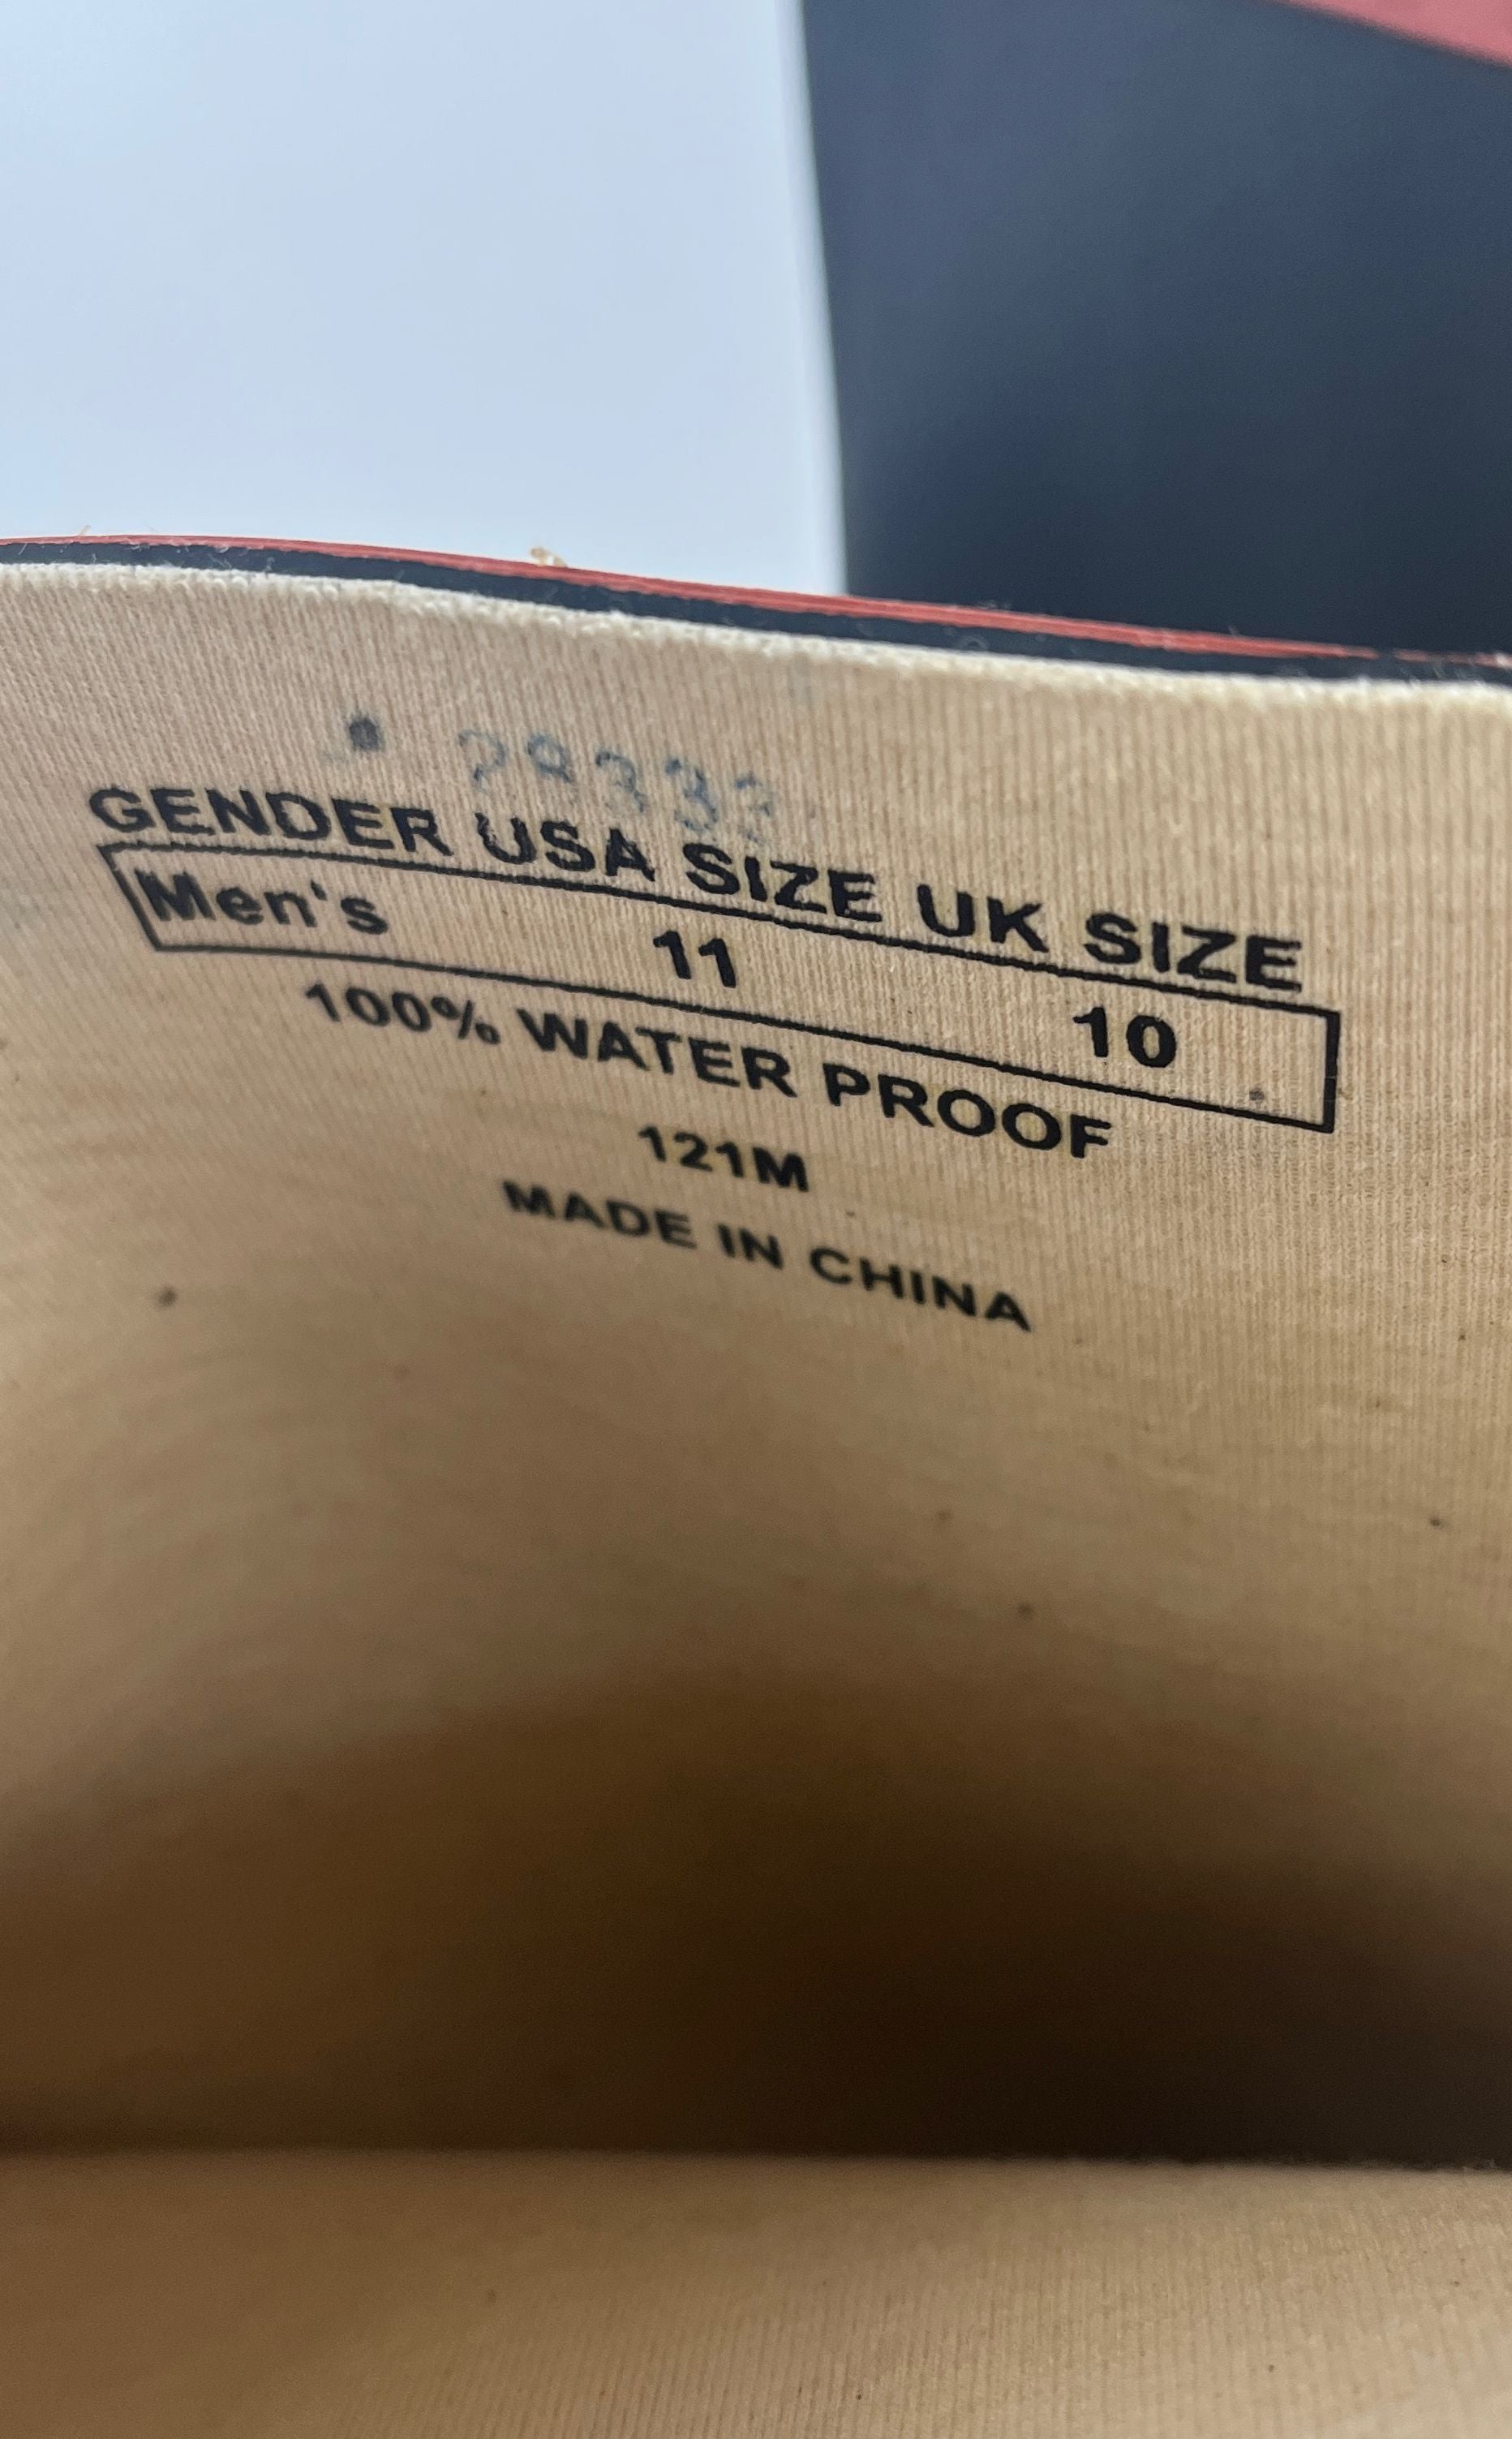 GENDER USA SIZE UK SIZE
Men's 11 10
100% WATER PROOF
121M
MADE IN CHINA